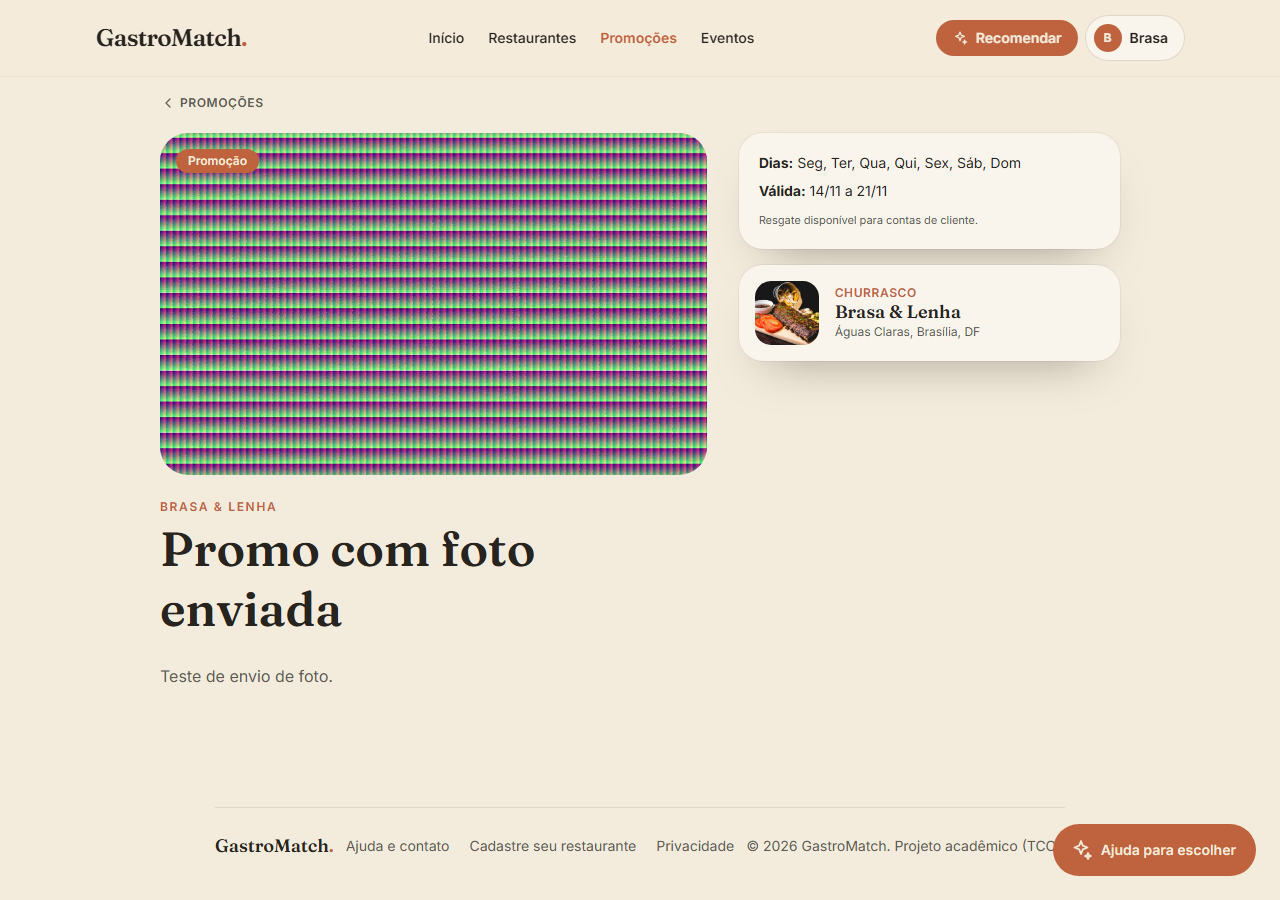 GastroMatch.
Início
Restaurantes
Promoções
Eventos
Recomendar
B
Brasa
PROMOÇÕES
Promoção
Dias: Seg, Ter, Qua, Qui, Sex, Sáb, Dom
Válida: 14/11 a 21/11
Resgate disponível para contas de cliente.
CHURRASCO
Brasa & Lenha
Águas Claras, Brasília, DF
BRASA & LENHA
Promo com foto
enviada
Teste de envio de foto.
GastroMatch.
Ajuda e contato
Cadastre seu restaurante
Privacidade
© 2026 GastroMatch. Projeto acadêmico (TCC
Ajuda para escolher